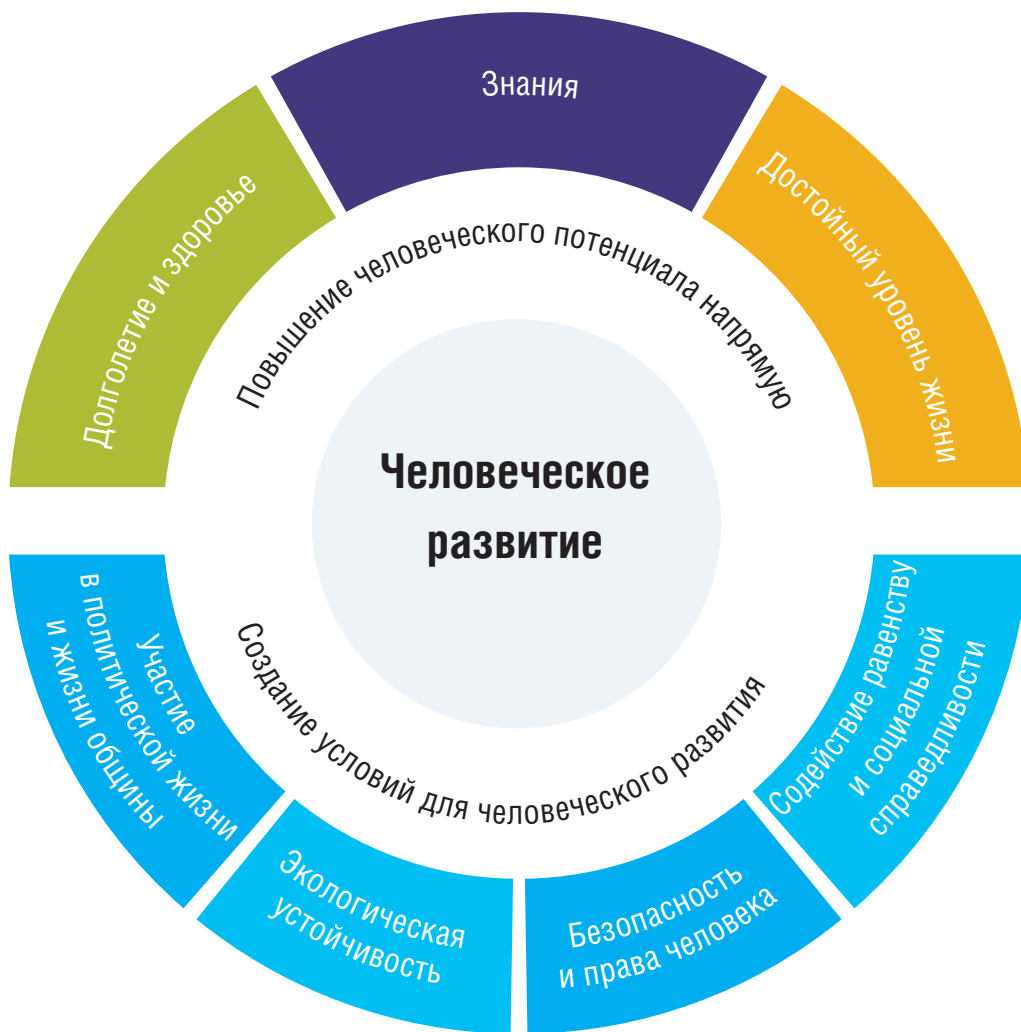 Знания
Долголетие и здоровье
Достойный уровень жизни
Повышение человеческого потенциала напрямую
Человеческое
развитие
Создание условий для человеческого развития
Участие
в политической жизни
и жизни общины
Экологическая
устойчивость
Безопасность
и права человека
Содействие равенству
и социальной
справедливости